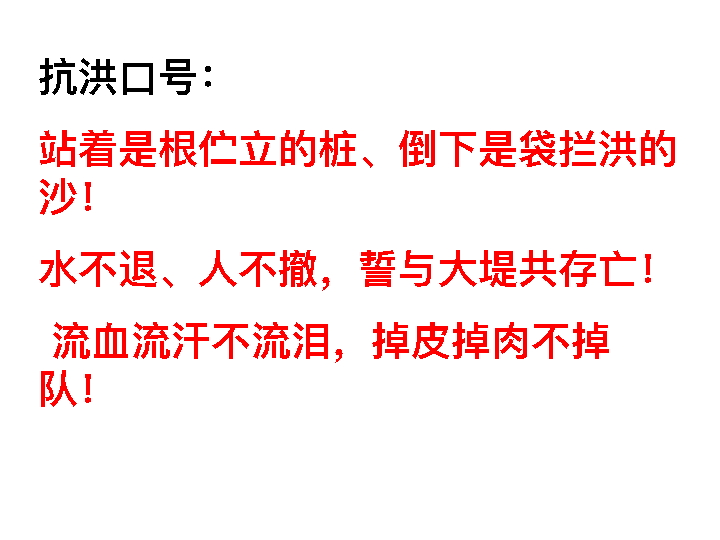 抗洪口号：
站着是根伫立的桩、倒下是袋拦洪的
沙！
水不退、人不撤，誓与大堤共存亡！
流血流汗不流泪，掉皮掉肉不掉
队！